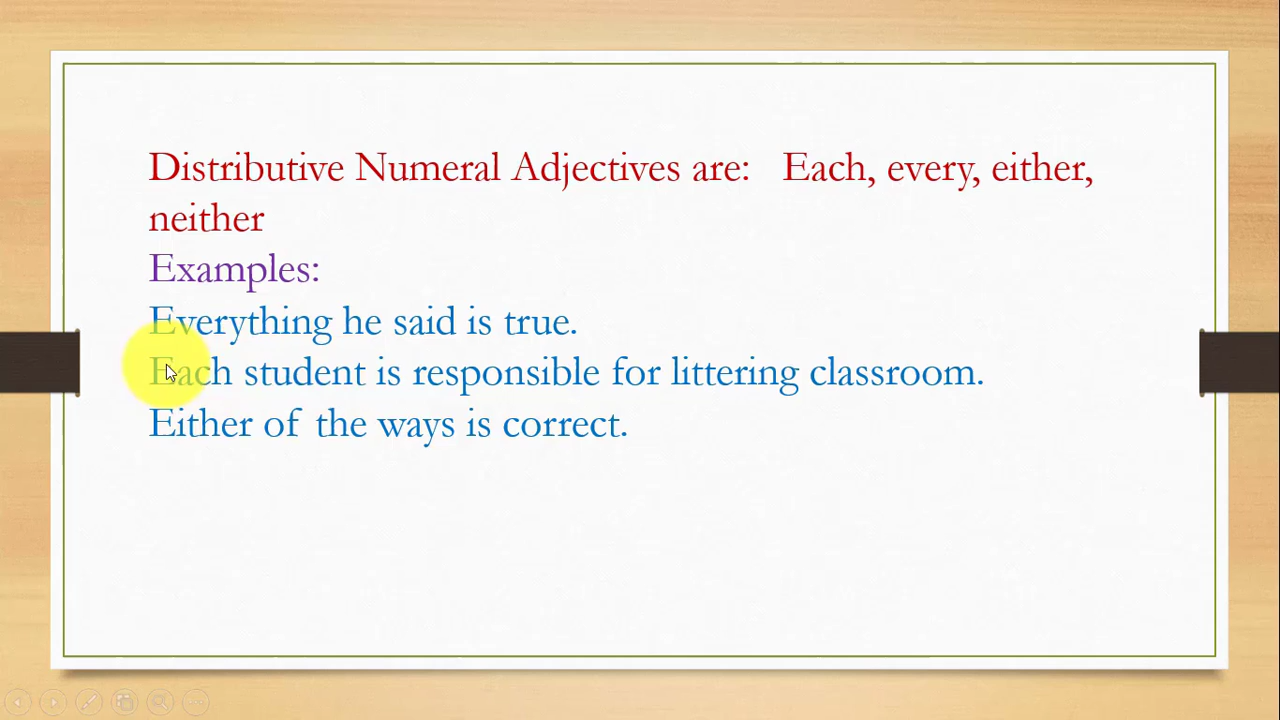 Distributive Numeral Adjectives are: Each, every, either,
neither
Examples:
Everything he said is true.
Each student is responsible for littering classroom.
Either of the ways is correct.